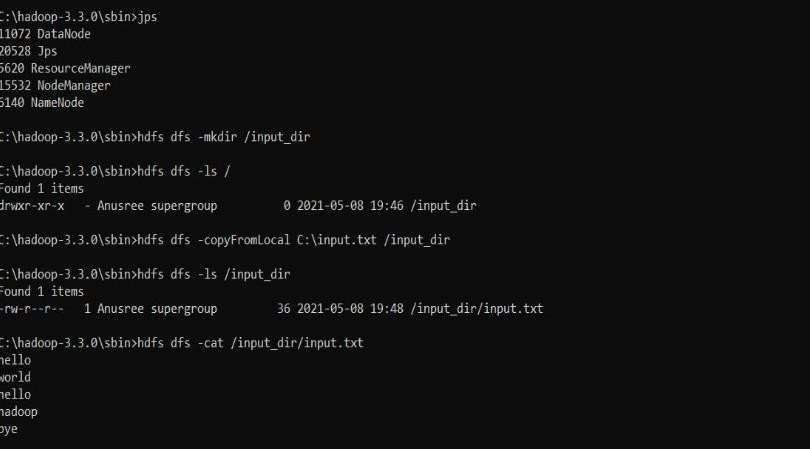 C:\hadoop-3.3.0\sbin>jps
11072 DataNode
20528 Jps
5620 ResourceManager
15532 NodeManager
6140 NameNode
C:\hadoop-3.3.0\sbin>hdfs dfs -mkdir /input_dir
C:\hadoop-3.3.0\sbin>hdfs dfs -ls /
Found 1 items
drwxr-xr-x   - Anusree supergroup          0 2021-05-08 19:46 /input_dir
C:\hadoop-3.3.0\sbin>hdfs dfs -copyFromLocal C:\input.txt /input_dir
C:\hadoop-3.3.0\sbin>hdfs dfs -ls /input_dir
Found 1 items
-rw-r--r--   1 Anusree supergroup         36 2021-05-08 19:48 /input_dir/input.txt
C:\hadoop-3.3.0\sbin>hdfs dfs -cat /input_dir/input.txt
hello
world
hello
hadoop
bye